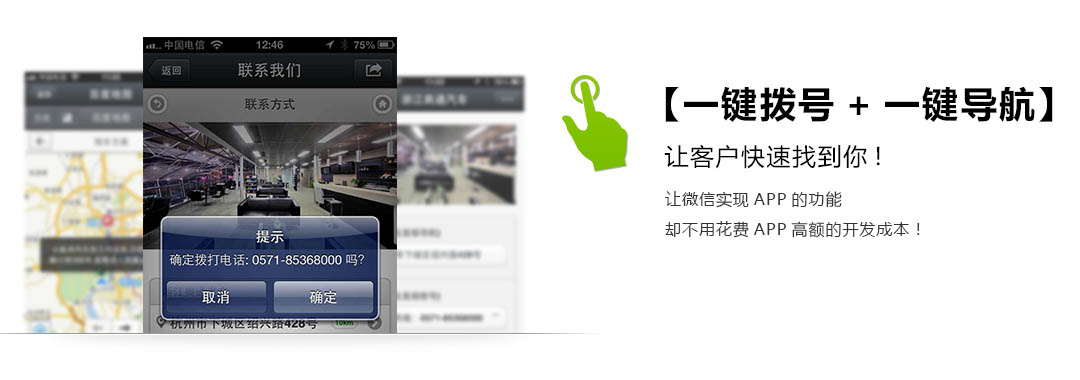 中国电信 12:46 75%
返回 联系我们
联系方式
提示
确定拨打电话: 0571-85368000 吗?
取消 确定
杭州市下城区绍兴路428号 10km
【一键拨号 + 一键导航】
让客户快速找到你！
让微信实现 APP 的功能
却不用花费 APP 高额的开发成本！